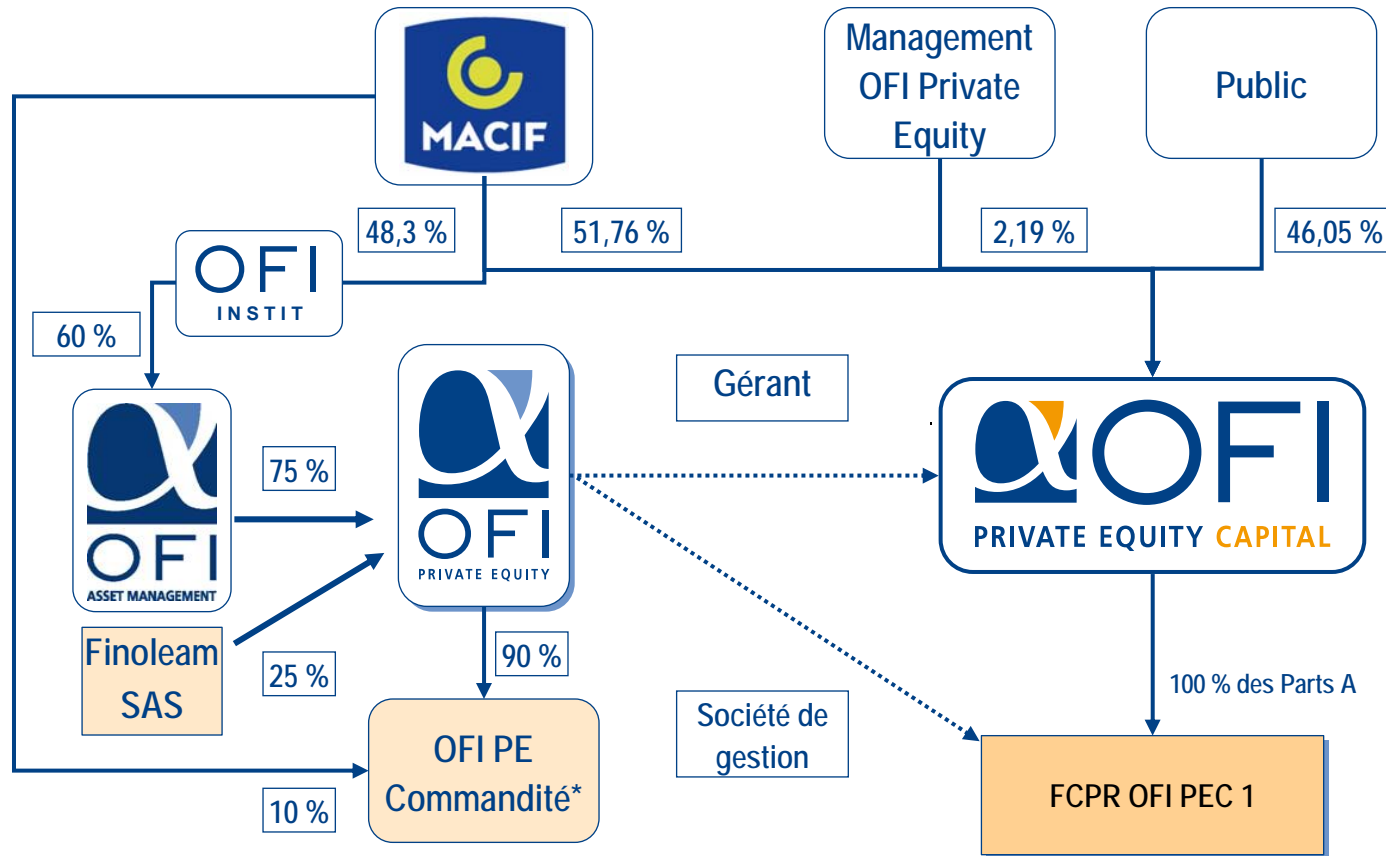 MACIF
Management
OFI Private
Equity
Public
48,3 %
51,76 %
2,19 %
46,05 %
OFI
INSTIT
60 %
OFI
ASSET MANAGEMENT
75 %
OFI
PRIVATE EQUITY
Gérant
OFI
PRIVATE EQUITY CAPITAL
Finoleam
SAS
25 %
90 %
100 % des Parts A
OFI PE
Commandité*
Société de
gestion
FCPR OFI PEC 1
10 %